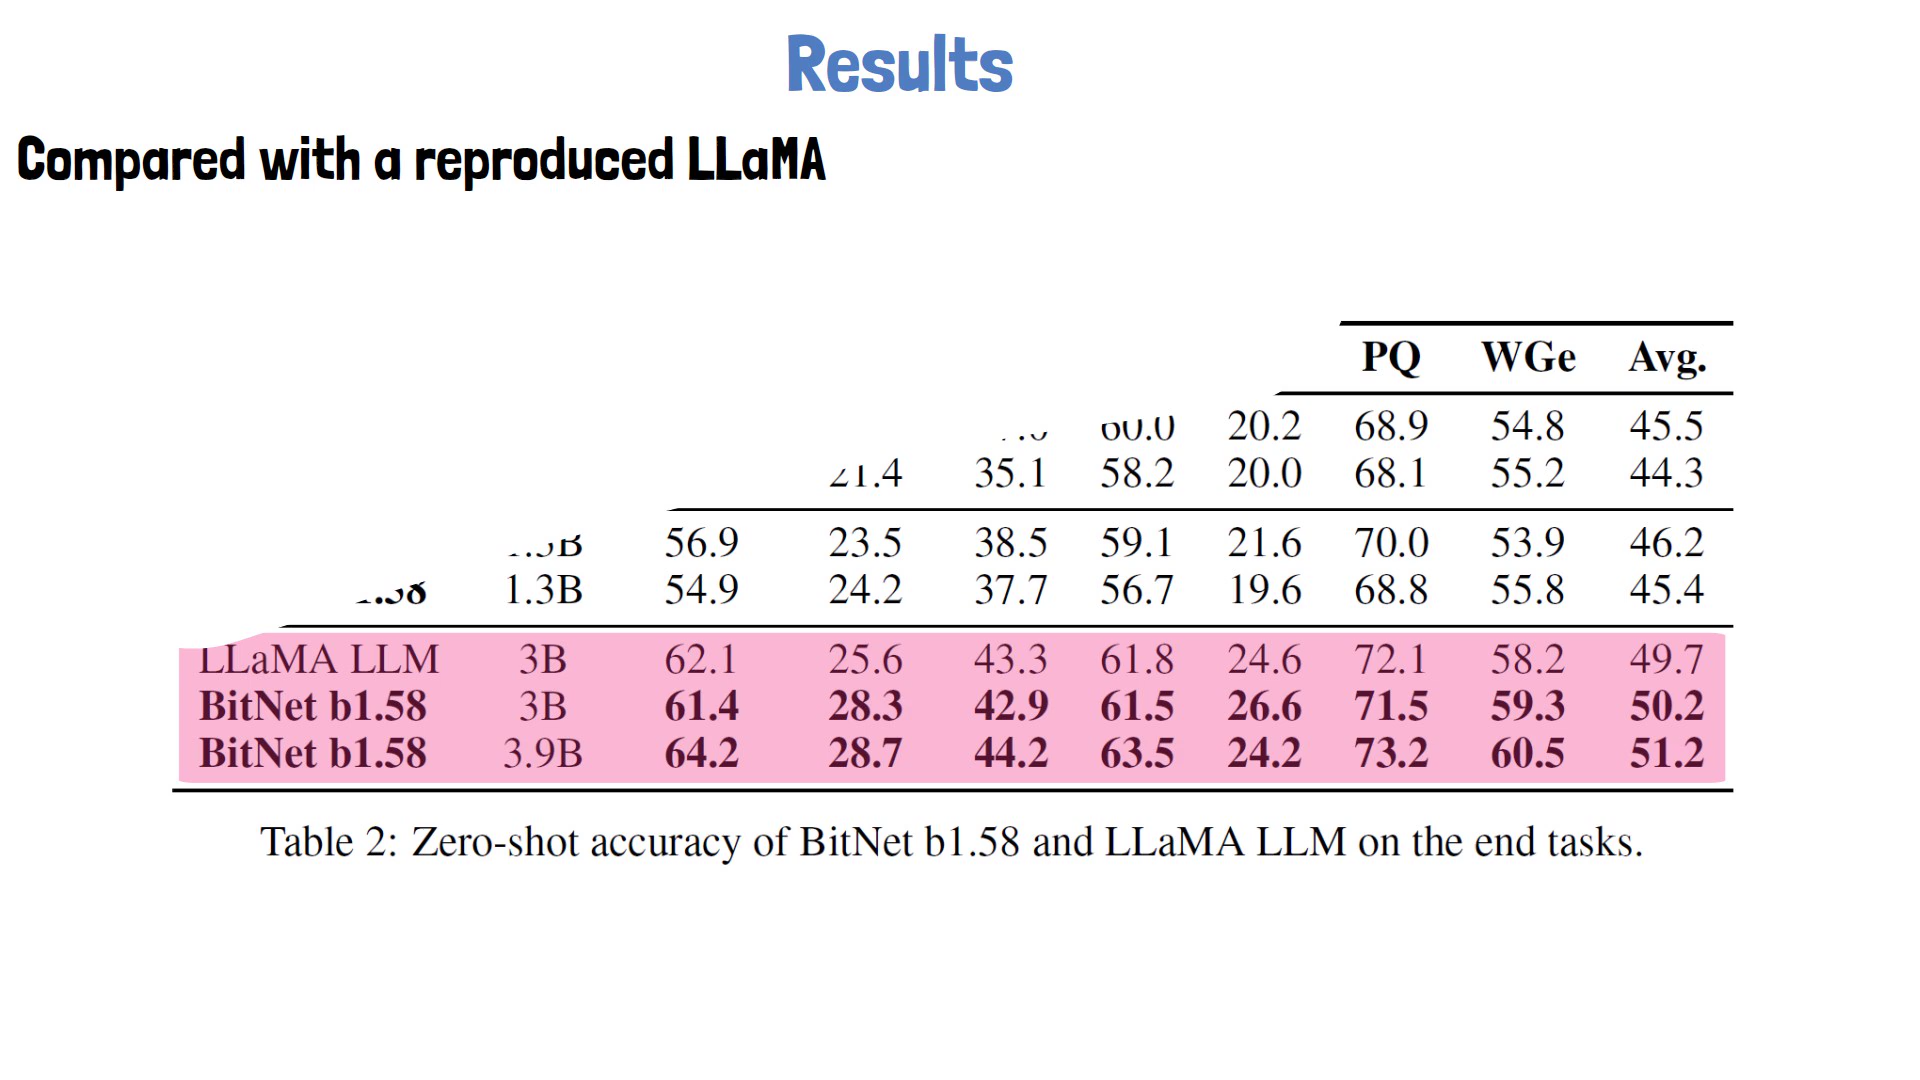 Results
Compared with a reproduced LLaMA
PQ WGe Avg.
60.0 20.2 68.9 54.8 45.5
21.4 35.1 58.2 20.0 68.1 55.2 44.3
56.9 23.5 38.5 59.1 21.6 70.0 53.9 46.2
1.3B 54.9 24.2 37.7 56.7 19.6 68.8 55.8 45.4
LLaMA LLM 3B 62.1 25.6 43.3 61.8 24.6 72.1 58.2 49.7
BitNet b1.58 3B 61.4 28.3 42.9 61.5 26.6 71.5 59.3 50.2
BitNet b1.58 3.9B 64.2 28.7 44.2 63.5 24.2 73.2 60.5 51.2
Table 2: Zero-shot accuracy of BitNet b1.58 and LLaMA LLM on the end tasks.